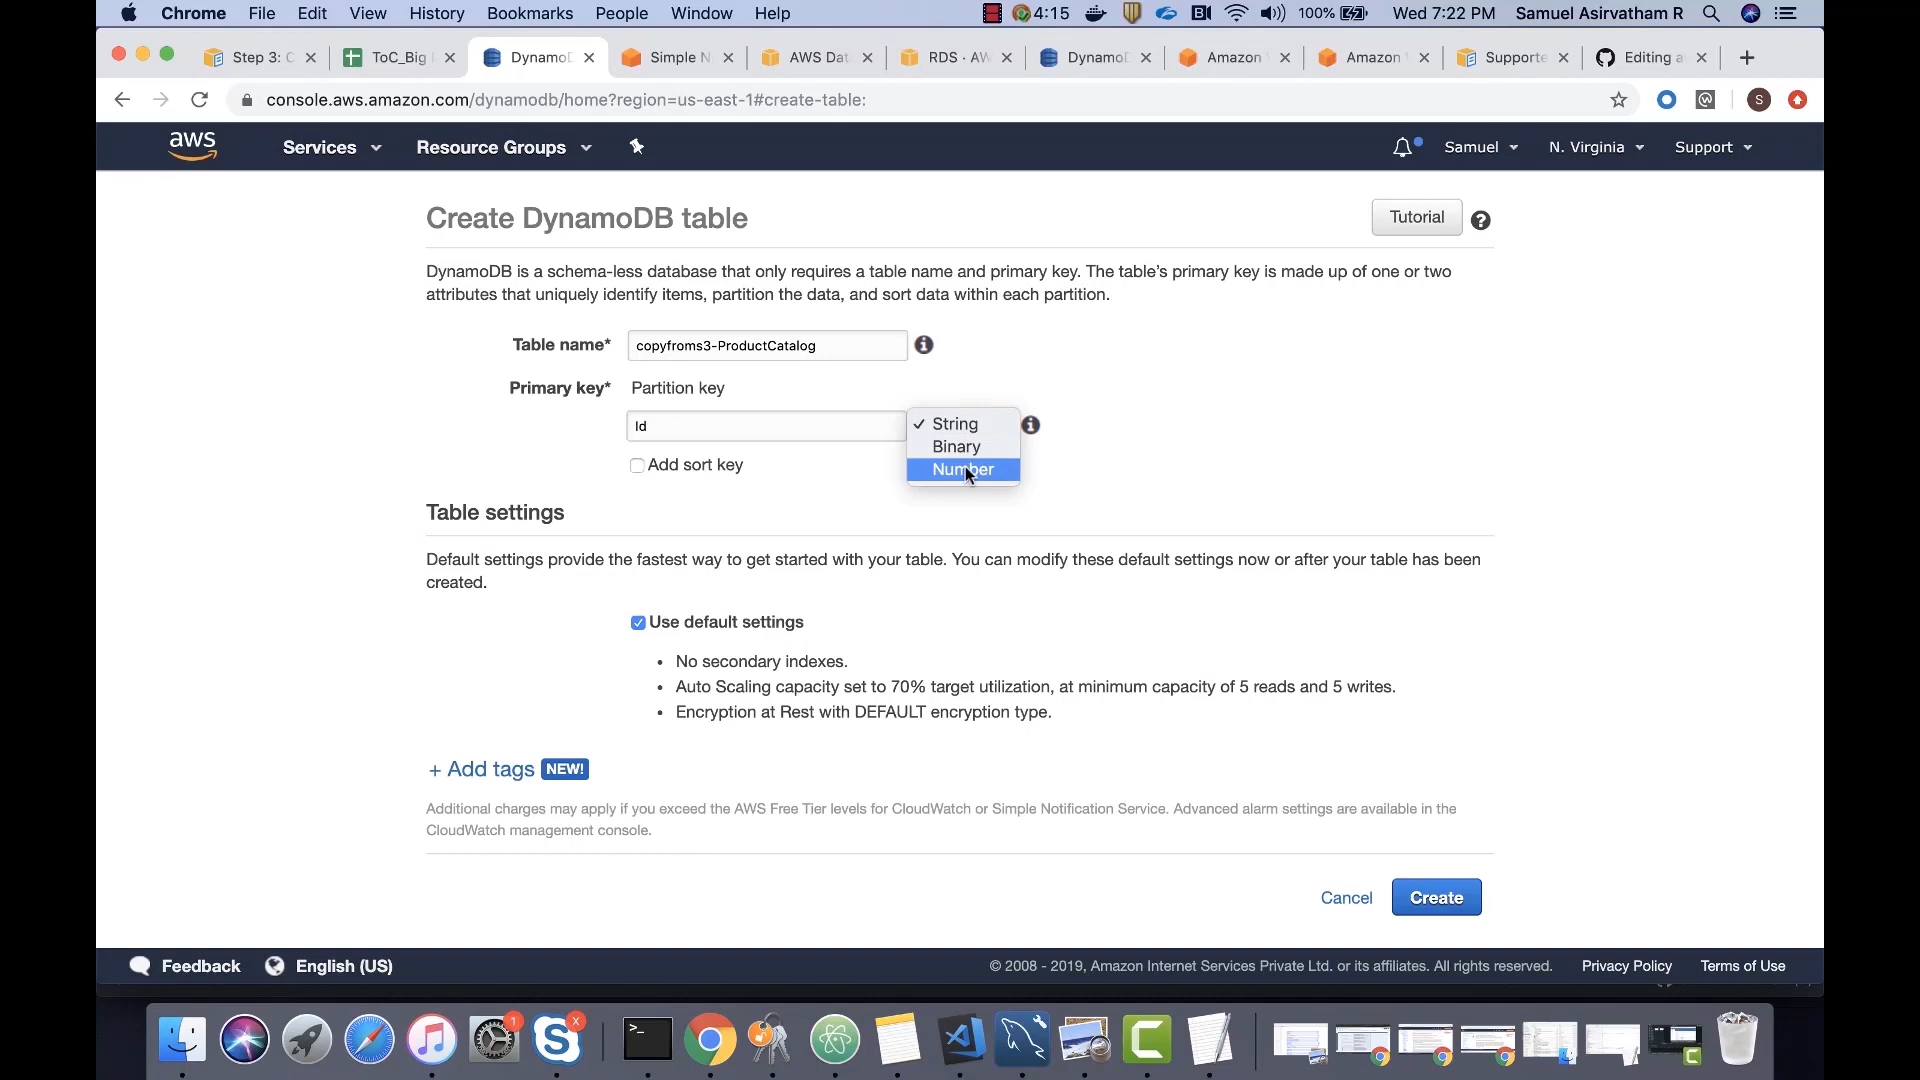 Chrome File Edit View History Bookmarks People Window Help 4:15 100% Wed 7:22 PM Samuel Asirvatham R
Step 3: C ToC_Big DynamoD Simple N AWS Dat RDS · AW DynamoD Amazon Amazon Supporte Editing a
console.aws.amazon.com/dynamodb/home?region=us-east-1#create-table:
S
aws Services Resource Groups Samuel N. Virginia Support
Create DynamoDB table Tutorial
DynamoDB is a schema-less database that only requires a table name and primary key. The table's primary key is made up of one or two
attributes that uniquely identify items, partition the data, and sort data within each partition.
Table name* copyfroms3-ProductCatalog
Primary key* Partition key
Id String
Binary
Add sort key Number
Table settings
Default settings provide the fastest way to get started with your table. You can modify these default settings now or after your table has been
created.
Use default settings
• No secondary indexes.
• Auto Scaling capacity set to 70% target utilization, at minimum capacity of 5 reads and 5 writes.
• Encryption at Rest with DEFAULT encryption type.
+ Add tags NEW!
Additional charges may apply if you exceed the AWS Free Tier levels for CloudWatch or Simple Notification Service. Advanced alarm settings are available in the
CloudWatch management console.
Cancel Create
Feedback English (US) © 2008 - 2019, Amazon Internet Services Private Ltd. or its affiliates. All rights reserved. Privacy Policy Terms of Use
1